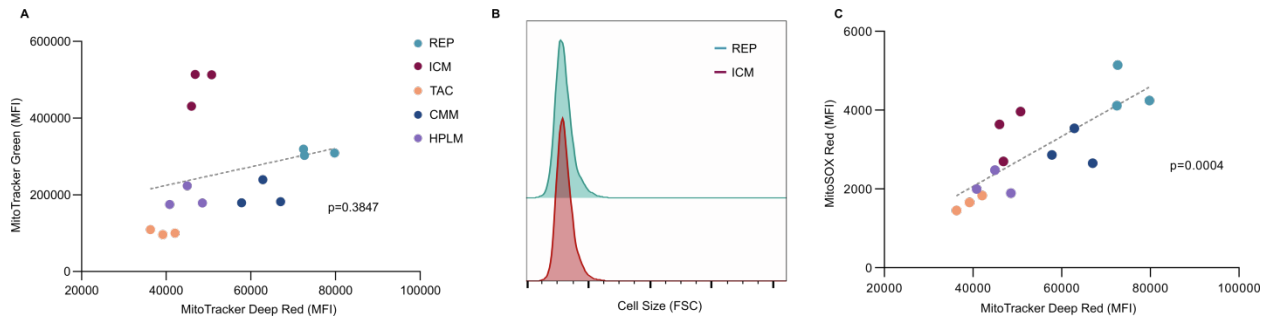 A
600000
400000
200000
0
MitoTracker Green (MFI)
20000
40000
60000
80000
100000
MitoTracker Deep Red (MFI)
p=0.3847
REP
ICM
TAC
CMM
HPLM
B
REP
ICM
Cell Size (FSC)
C
6000
4000
2000
0
MitoSOX Red (MFI)
20000
40000
60000
80000
100000
MitoTracker Deep Red (MFI)
p=0.0004